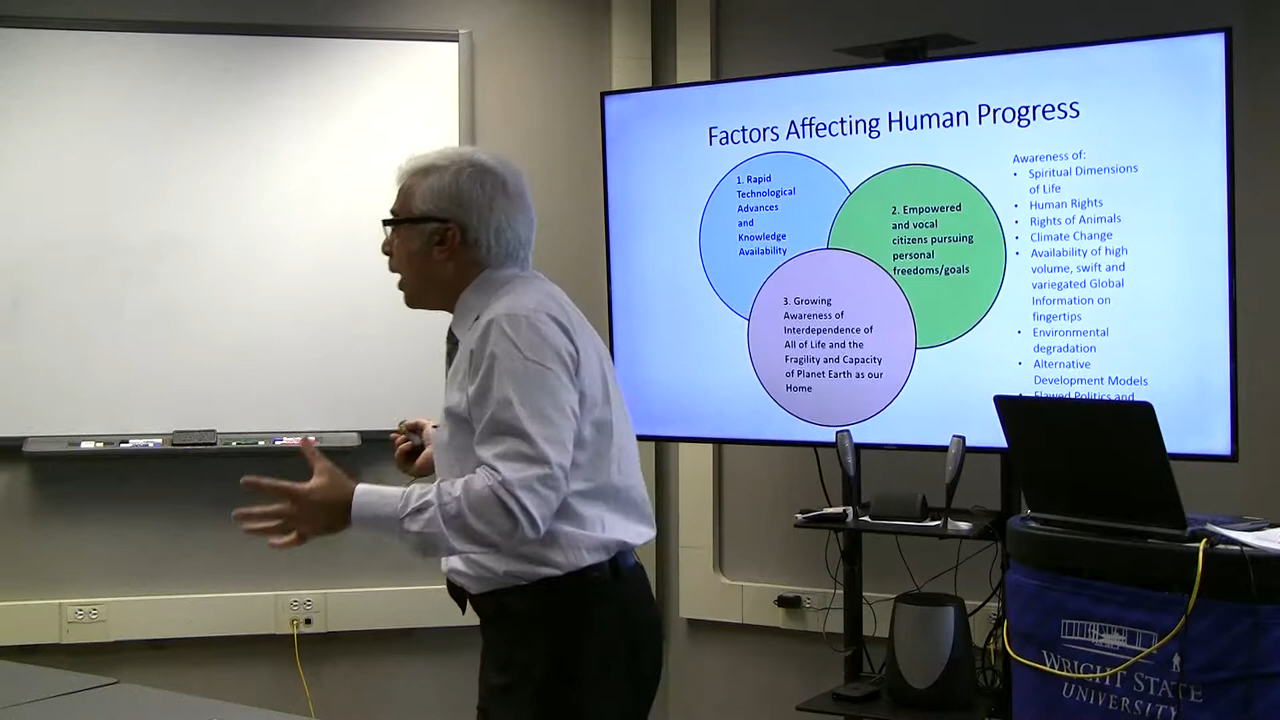 Factors Affecting Human Progress
1. Rapid
Technological
Advances
and
Knowledge
Availability
2. Empowered
and vocal
citizens pursuing
personal
freedoms/goals
3. Growing
Awareness of
Interdependence of
All of Life and the
Fragility and Capacity
of Planet Earth as our
Home
Awareness of:
• Spiritual Dimensions
of Life
• Human Rights
• Rights of Animals
• Climate Change
• Availability of high
volume, swift and
variegated Global
Information on
fingertips
• Environmental
degradation
• Alternative
Development Models
• Flawed Politics and
WRIGHT STATE
UNIVERSITY